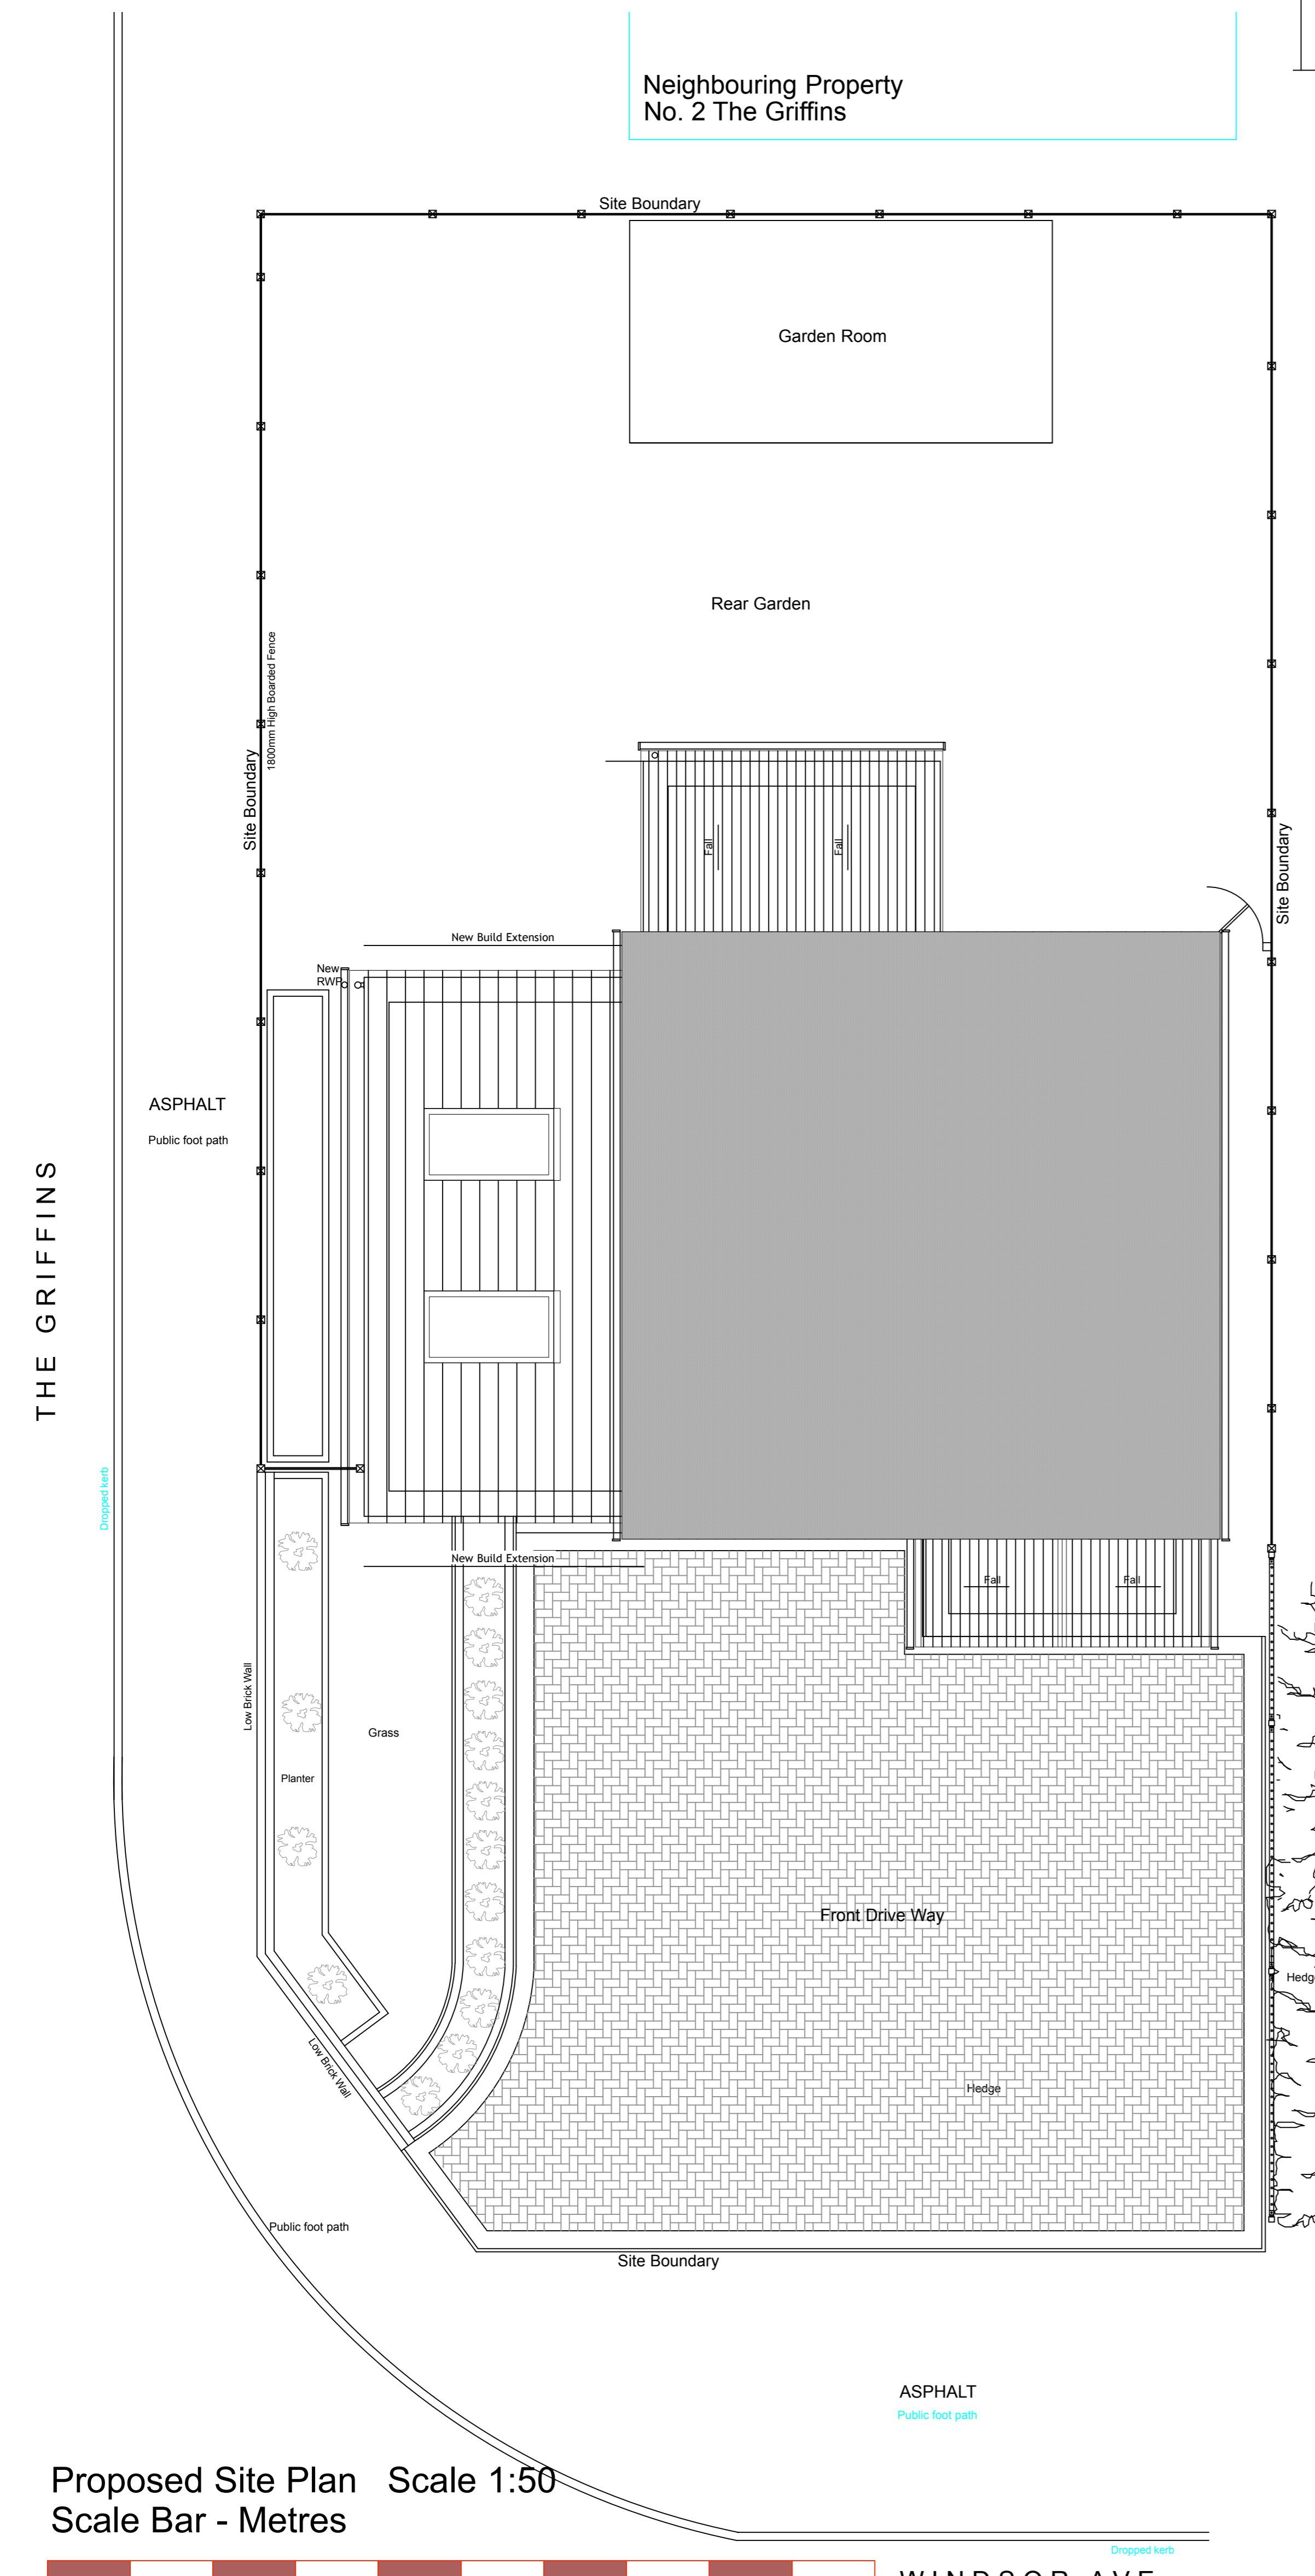 Neighbouring Property
No. 2 The Griffins
Site Boundary
Garden Room
Rear Garden
1800mm High Boarded Fence
Site Boundary
Site Boundary
Fall
Fall
New Build Extension
New
RWP
ASPHALT
Public foot path
THE GRIFFINS
Dropped kerb
New Build Extension
Fall
Fall
Low Brick Wall
Grass
Planter
Front Drive Way
Hedge
Low Brick Wall
Hedge
Public foot path
Site Boundary
ASPHALT
Public foot path
Proposed Site Plan Scale 1:50
Scale Bar - Metres
Dropped kerb
WINDSOR AVE